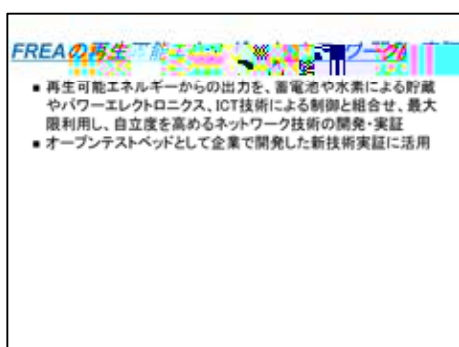 FREAの再生可能
■ 再生可能エネルギーからの出力を、蓄電池や水素による貯蔵
やパワーエレクトロニクス、ICT技術による制御と組合せ、最大
限利用し、自立度を高めるネットワーク技術の開発・実証
■ オープンテストベッドとして企業で開発した新技術実証に活用